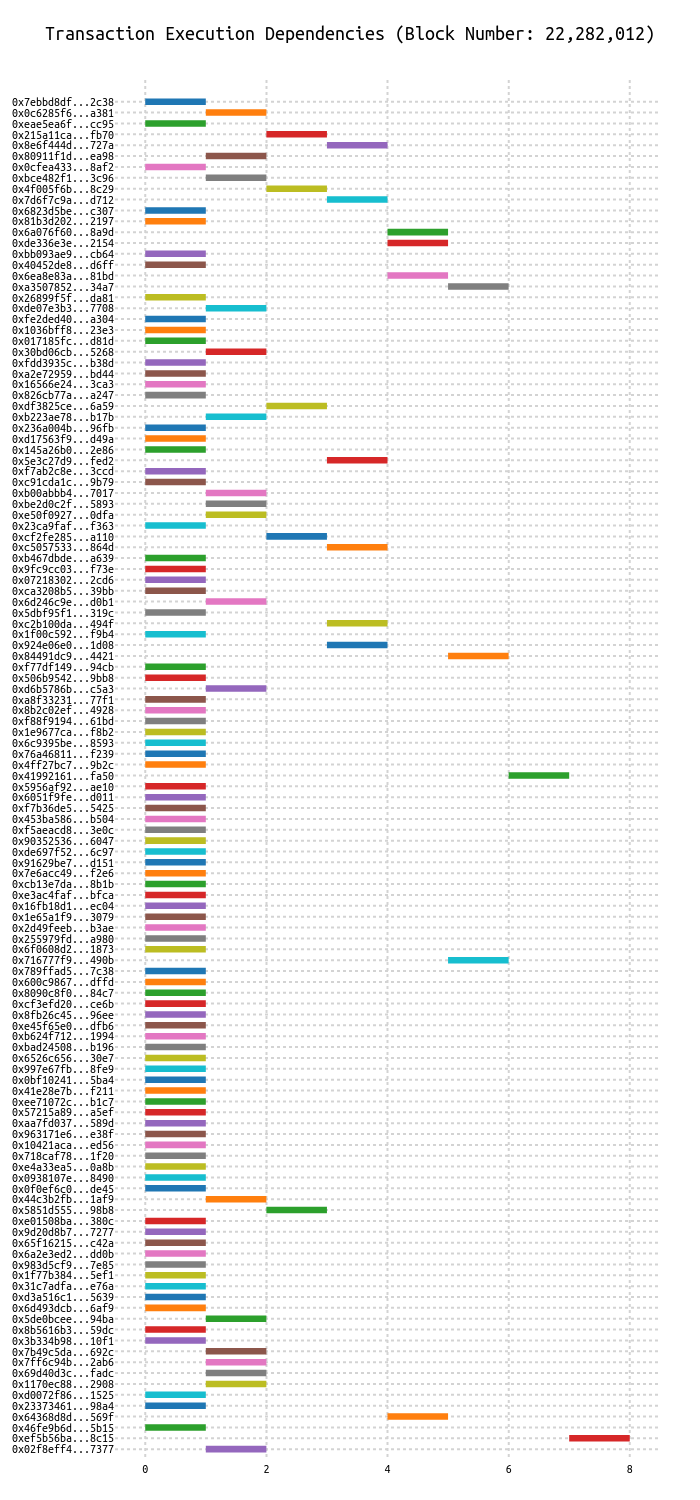 Transaction Execution Dependencies (Block Number: 22,282,012)
0x7ebbd8df...2c38
0x0c6285f6...a381
0xeae5ea6f...cc95
0x215a11ca...fb70
0x8e6f444d...727a
0x80911f1d...ea98
0x0cfea433...8af2
0xbce482f1...3c96
0x4f005f6b...8c29
0x7d6f7c9a...d712
0x6823d5be...c307
0x81b3d202...2197
0x6a076f60...8a9d
0xde336e3e...2154
0xbb093ae9...cb64
0x40452de8...d6ff
0x6ea8e83a...81bd
0xa3507852...34a7
0x26899f5f...da81
0xde07e3b3...7708
0xfe2ded40...a304
0x1036bff8...23e3
0x017185fc...d81d
0x30bd06cb...5268
0xfdd3935c...b38d
0xa2e72959...bd44
0x16566e24...3ca3
0x826cb77a...a247
0xdf3825ce...6a59
0xb223ae78...b17b
0x236a004b...96fb
0xd17563f9...d49a
0x145a26b0...2e86
0x5e3c27d9...fed2
0xf7ab2c8e...3ccd
0xc91cda1c...9b79
0xb00abbb4...7017
0xbe2d0c2f...5893
0xe50f0927...0dfa
0x23ca9faf...f363
0xcf2fe285...a110
0xc5057533...864d
0xb467dbde...a639
0x9fc9cc03...f73e
0x07218302...2cd6
0xca3208b5...39bb
0x6d246c9e...d0b1
0x5dbf95f1...319c
0xc2b100da...494f
0x1f00c592...f9b4
0x924e06e0...1d08
0x84491dc9...4421
0xf77df149...94cb
0x506b9542...9bb8
0xd6b5786b...c5a3
0xa8f33231...77f1
0x8b2c02ef...4928
0xf88f9194...61bd
0x1e9677ca...f8b2
0x6c9395be...8593
0x76a46811...f239
0x4ff27bc7...9b2c
0x41992161...fa50
0x5956af92...ae10
0x6051f9fe...d011
0xf7b36de5...5425
0x453ba586...b504
0xf5aeacd8...3e0c
0x90352536...6047
0xde697f52...6c97
0x91629be7...d151
0x7e6acc49...f2e6
0xcb13e7da...8b1b
0xe3ac4faf...bfca
0x16fb18d1...ec04
0x1e65a1f9...3079
0x2d49feeb...b3ae
0x255979fd...a980
0x6f0608d2...1873
0x716777f9...490b
0x789ffad5...7c38
0x600c9867...dffd
0x8090c8f0...84c7
0xcf3efd20...ce6b
0x8fb26c45...96ee
0xe45f65e0...dfb6
0xb624f712...1994
0xbad24508...b196
0x6526c656...30e7
0x997e67fb...8fe9
0x0bf10241...5ba4
0x41e28e7b...f211
0xee71072c...b1c7
0x57215a89...a5ef
0xaa7fd037...589d
0x963171e6...e38f
0x10421aca...ed56
0x718caf78...1f20
0xe4a33ea5...0a8b
0x0938107e...8490
0x0f0ef6c0...de45
0x44c3b2fb...1af9
0x5851d555...98b8
0xe01508ba...380c
0x9d20d8b7...7277
0x65f16215...c42a
0x6a2e3ed2...dd0b
0x983d5cf9...7e85
0x1f77b384...5ef1
0x31c7adfa...e76a
0xd3a516c1...5639
0x6d493dcb...6af9
0x5de0bcee...94ba
0x8b5616b3...59dc
0x3b334b98...10f1
0x7b49c5da...692c
0x7ff6c94b...2ab6
0x69d40d3c...fadc
0x1170ec88...2908
0xd0072f86...1525
0x23373461...98a4
0x64368d8d...569f
0x46fe9b6d...5b15
0xef5b56ba...8c15
0x02f8eff4...7377
0 2 4 6 8